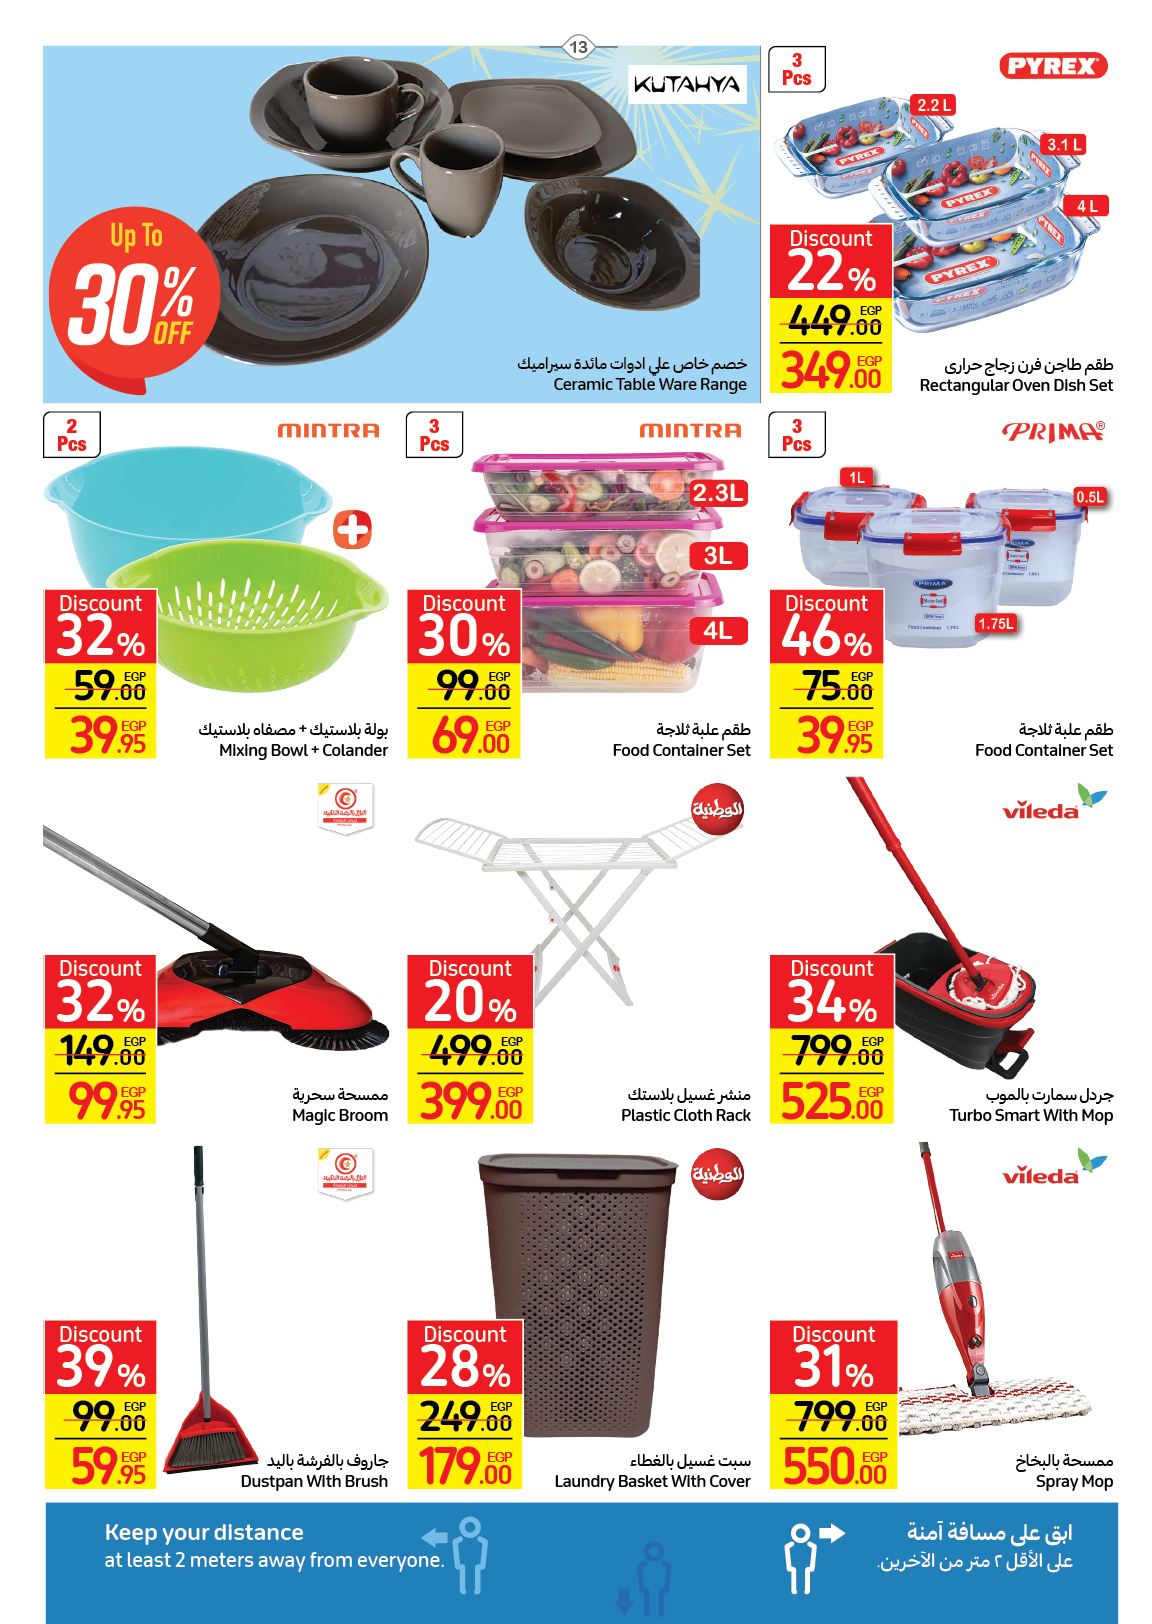 13
KUTAHYA
Up To
30%
OFF
خصم خاص علي ادوات مائدة سيراميك
Ceramic Table Ware Range
3
Pcs
PYREX
2.2 L
3.1 L
4 L
PYREX
PYREX
PYREX
Discount
22%
EGP
449.00
EGP
349.00
طقم طاجن فرن زجاج حرارى
Rectangular Oven Dish Set
2
Pcs
MINTRA
Discount
32%
EGP
59.00
EGP
39.95
بولة بلاستيك + مصفاه بلاستيك
Mixing Bowl + Colander
3
Pcs
MINTRA
2.3L
3L
4L
Discount
30%
EGP
99.00
EGP
69.00
طقم علبة ثلاجة
Food Container Set
3
Pcs
PRIMA®
1L
0.5L
1.75L
PRIMA
Food Container
Discount
46%
EGP
75.00
EGP
39.95
طقم علبة ثلاجة
Food Container Set
Discount
32%
EGP
149.00
EGP
99.95
ممسحة سحرية
Magic Broom
الوطنية
Discount
20%
EGP
499.00
EGP
399.00
منشر غسيل بلاستك
Plastic Cloth Rack
vileda
Discount
34%
EGP
799.00
EGP
525.00
جردل سمارت بالموب
Turbo Smart With Mop
Discount
39%
EGP
99.00
EGP
59.95
جاروف بالفرشة باليد
Dustpan With Brush
الوطنية
Discount
28%
EGP
249.00
EGP
179.00
سبت غسيل بالغطاء
Laundry Basket With Cover
vileda
Discount
31%
EGP
799.00
EGP
550.00
ممسحة بالبخاخ
Spray Mop
Keep your distance
at least 2 meters away from everyone.
ابق على مسافة آمنة
على الأقل ٢ متر من الآخرين.